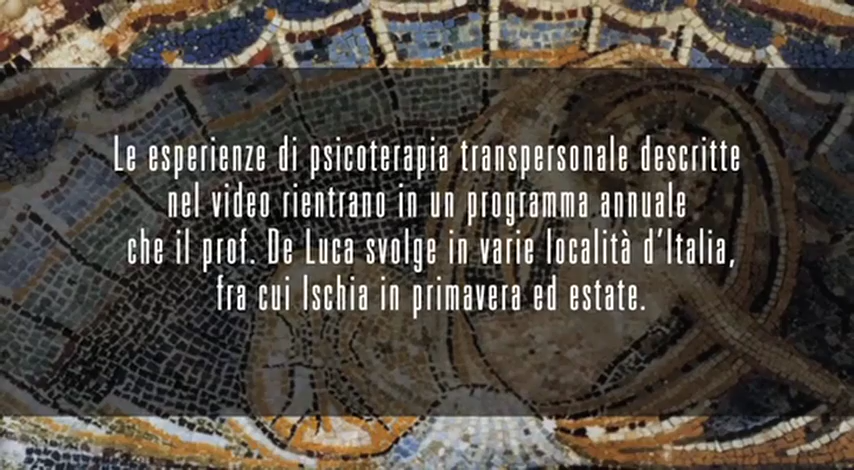 Le esperienze di psicoterapia transpersonale descritte
nel video rientrano in un programma annuale
che il prof. De Luca svolge in varie località d'Italia,
fra cui Ischia in primavera ed estate.